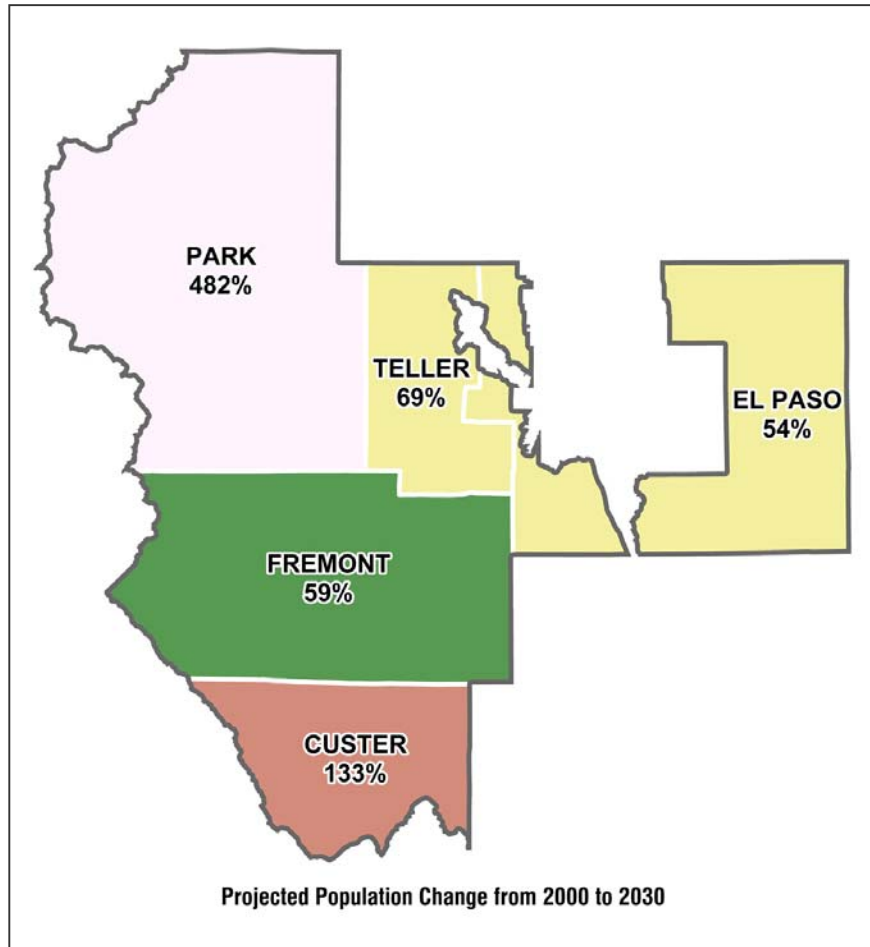 PARK
482%
TELLER
69%
EL PASO
54%
FREMONT
59%
CUSTER
133%
Projected Population Change from 2000 to 2030